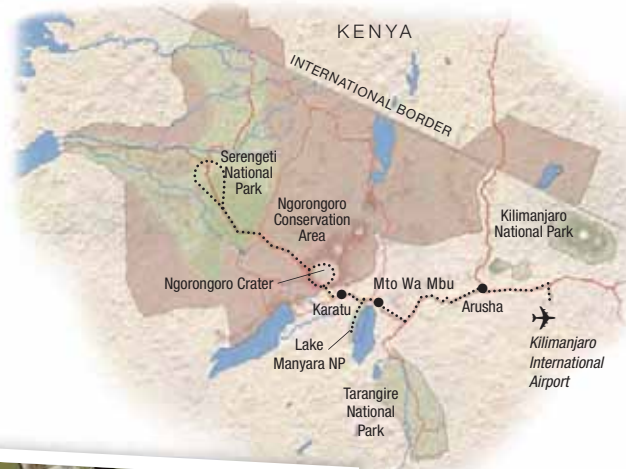 KENYA
INTERNATIONAL BORDER
Serengeti
National
Park
Ngorongoro
Conservation
Area
Kilimanjaro
National Park
Ngorongoro Crater
Mto Wa Mbu
Karatu
Arusha
Lake
Manyara NP
Kilimanjaro
International
Airport
Tarangire
National
Park